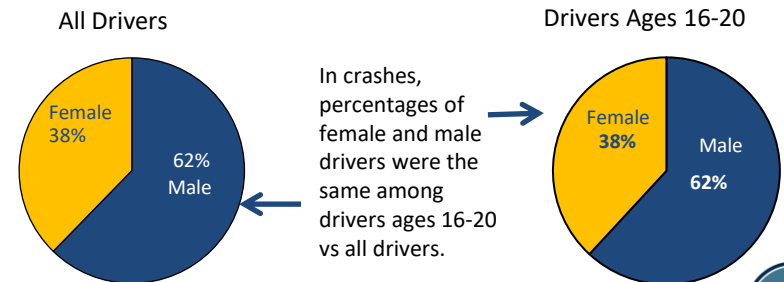 All Drivers
Female
38%
62%
Male
In crashes,
percentages of
female and male
drivers were the
same among
drivers ages 16-20
vs all drivers.
Drivers Ages 16-20
Female
38%
Male
62%